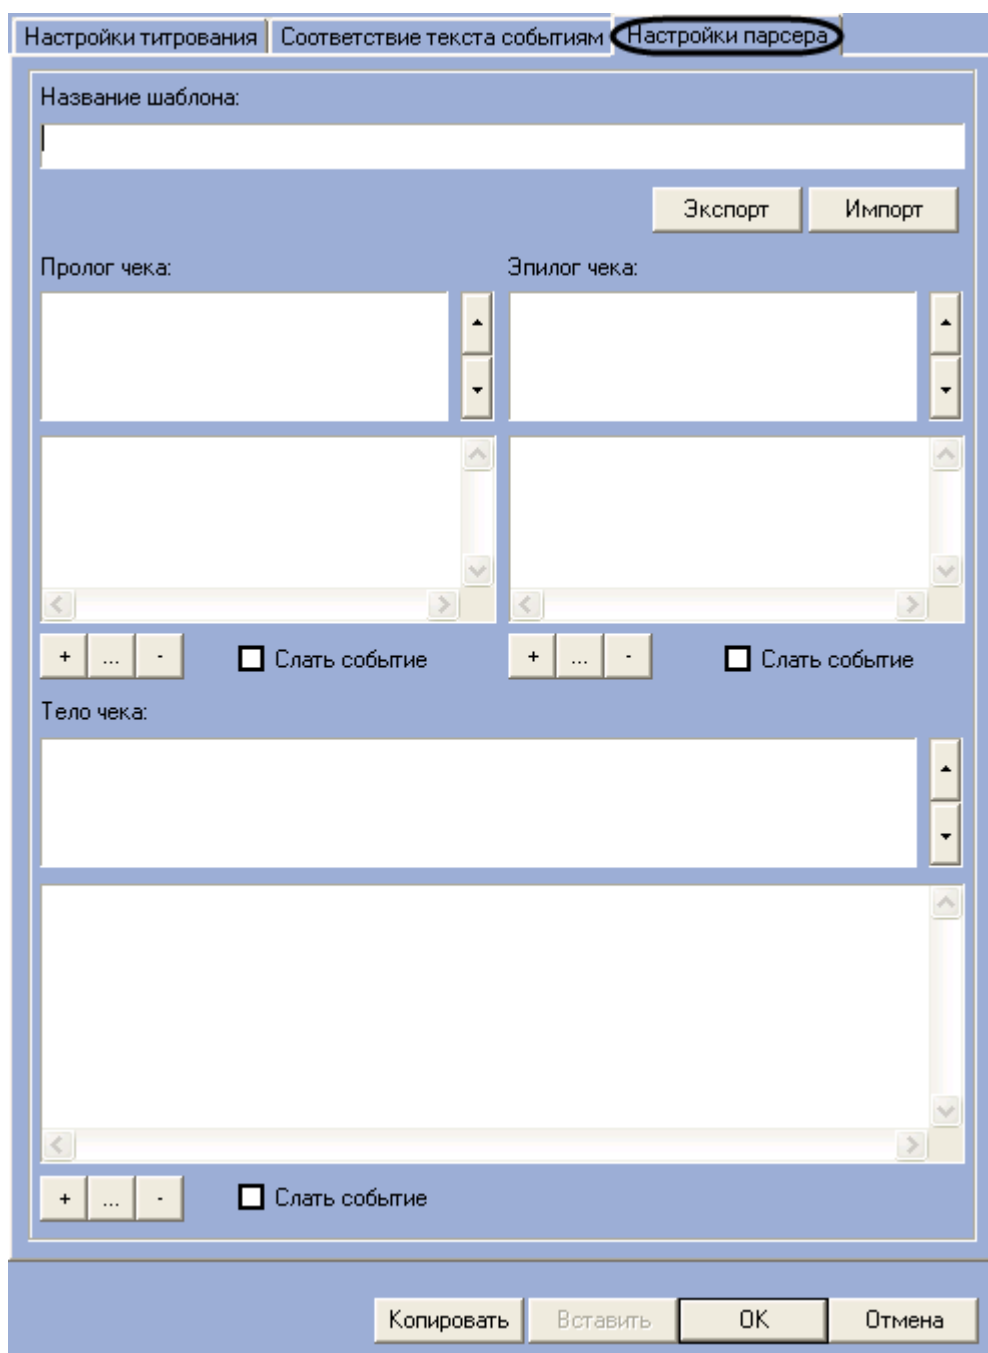 Настройки титрования Соответствие текста событиям Настройки парсера
Название шаблона:
Экспорт Импорт
Пролог чека: Эпилог чека:
+ ... - Слать событие + ... - Слать событие
Тело чека:
+ ... - Слать событие
Копировать Вставить OK Отмена